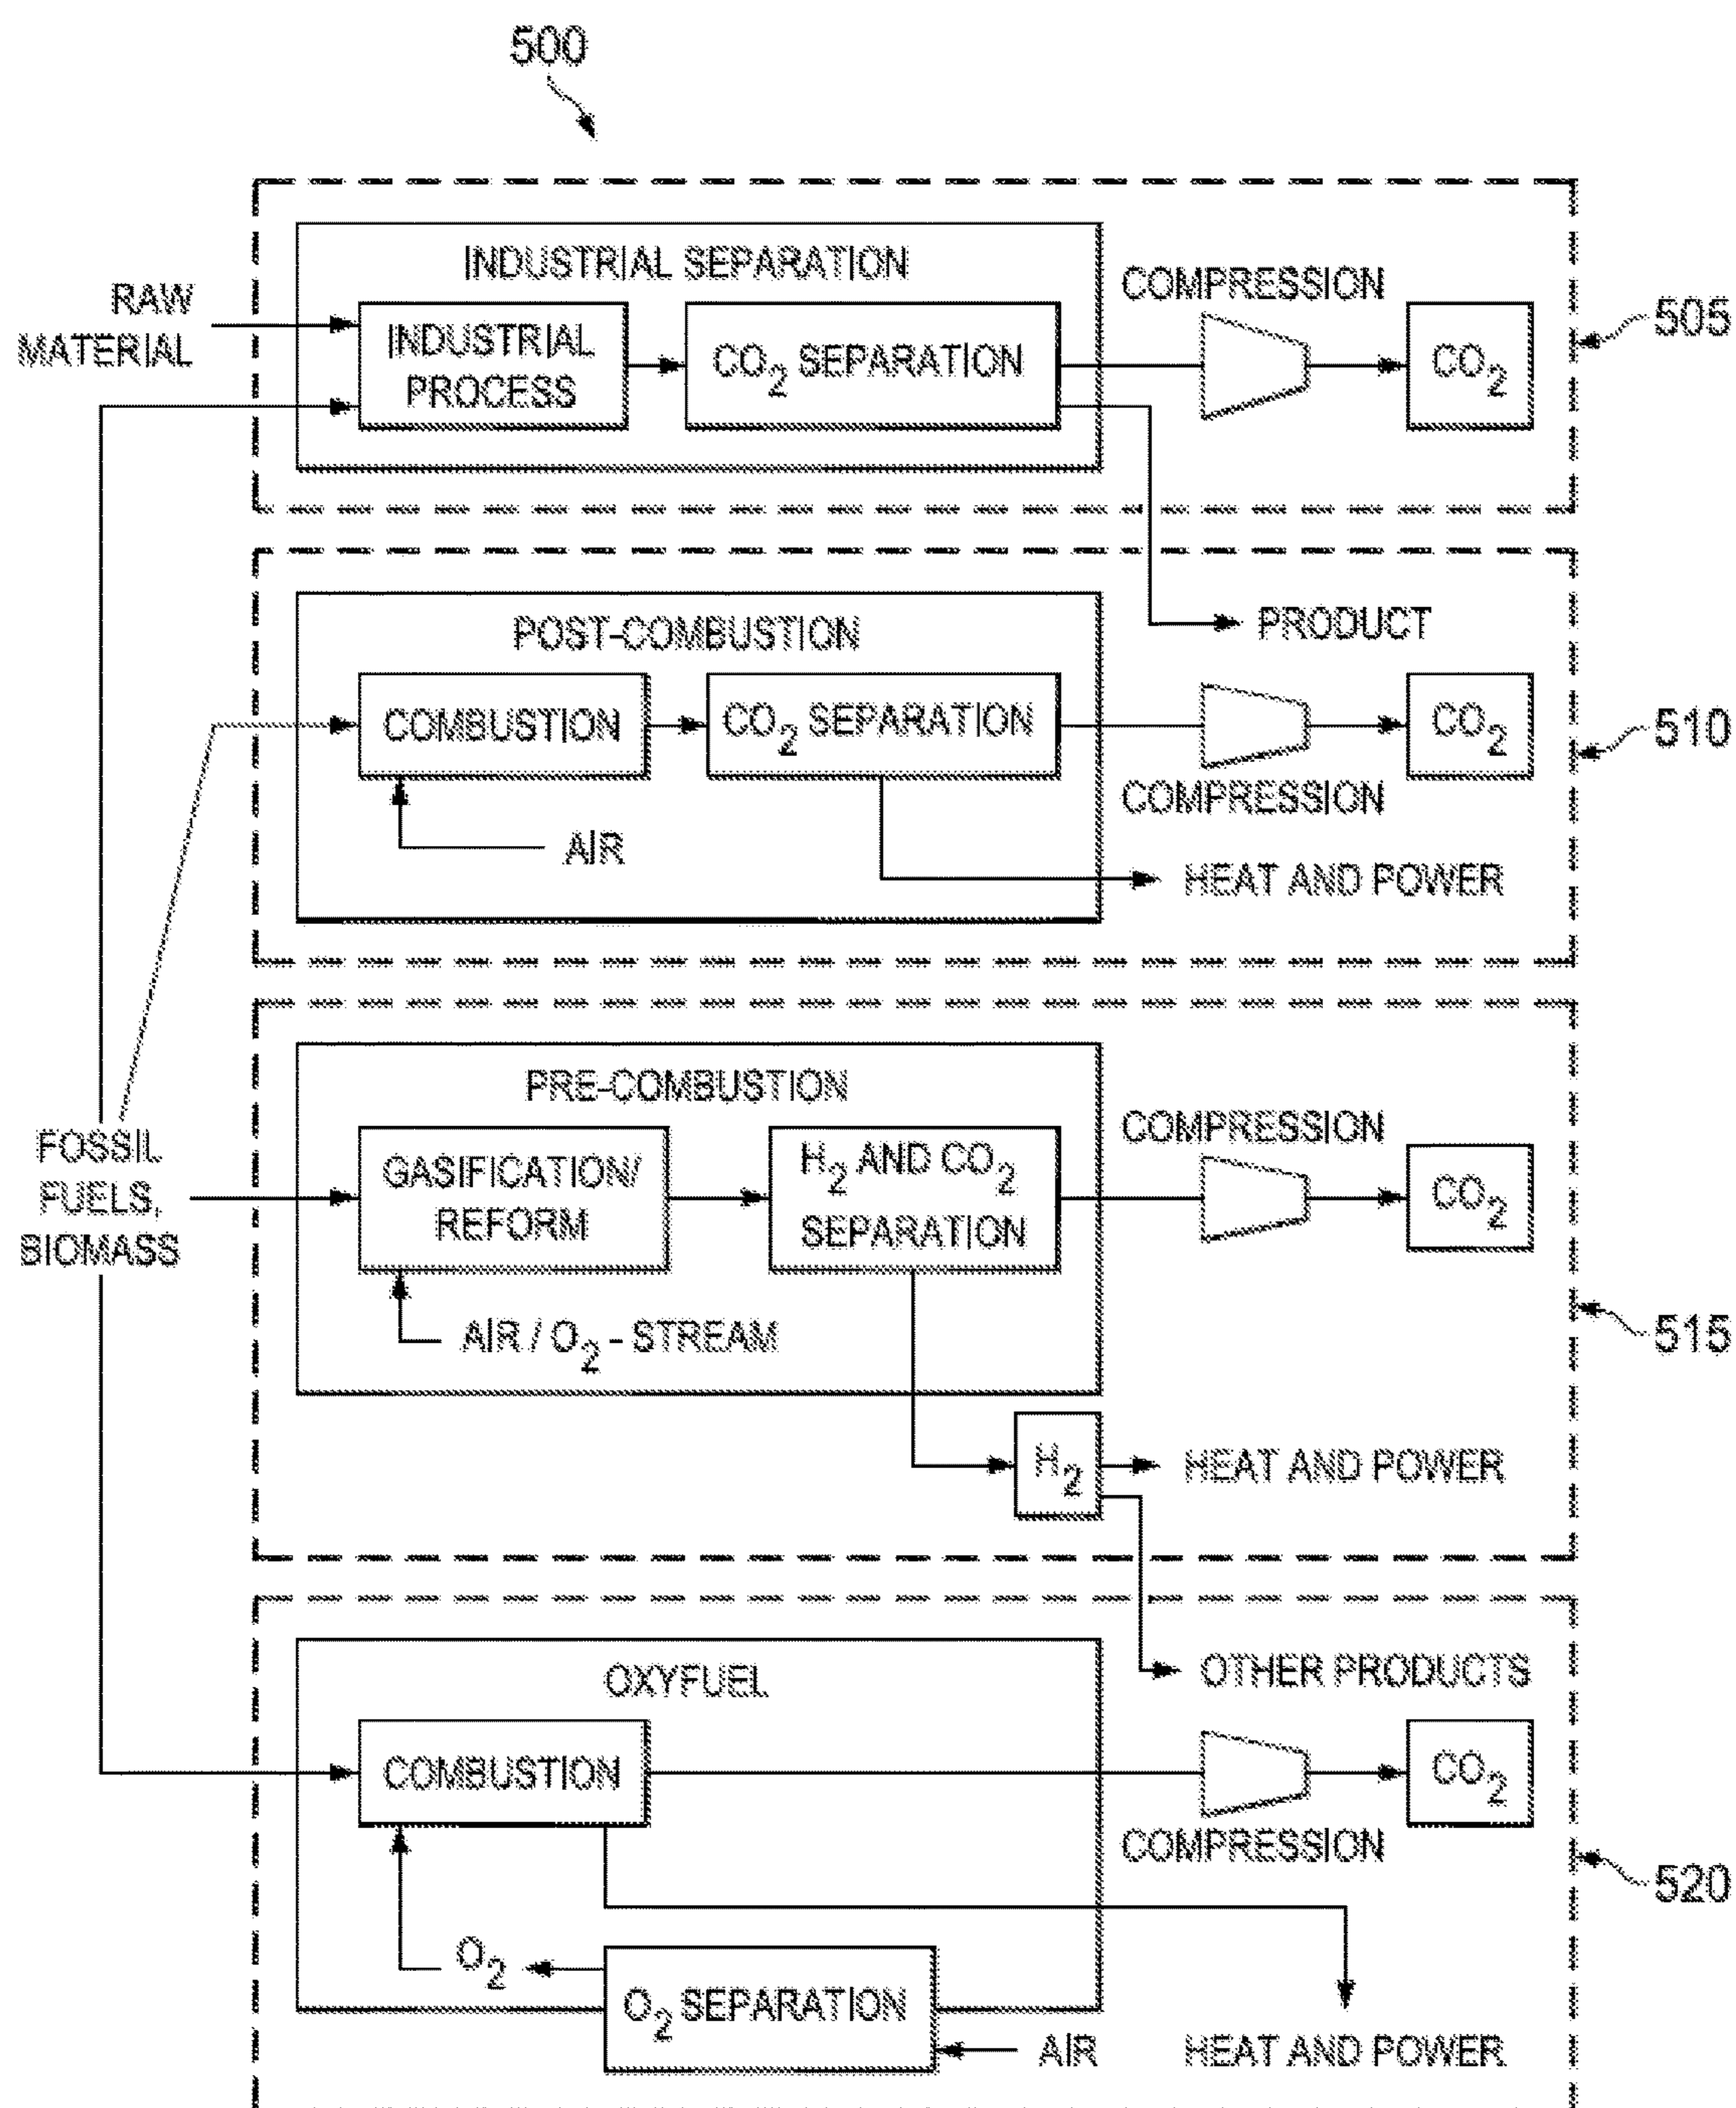 500
INDUSTRIAL SEPARATION
RAW
MATERIAL
INDUSTRIAL
PROCESS
CO2 SEPARATION
COMPRESSION
CO2
505
PRODUCT
POST-COMBUSTION
COMBUSTION
CO2 SEPARATION
COMPRESSION
CO2
510
AIR
HEAT AND POWER
FOSSIL
FUELS,
BIOMASS
PRE-COMBUSTION
GASIFICATION/
REFORM
H2 AND CO2
SEPARATION
COMPRESSION
CO2
515
AIR / O2 - STREAM
H2
HEAT AND POWER
OTHER PRODUCTS
OXYFUEL
COMBUSTION
COMPRESSION
CO2
520
O2
O2 SEPARATION
AIR
HEAT AND POWER